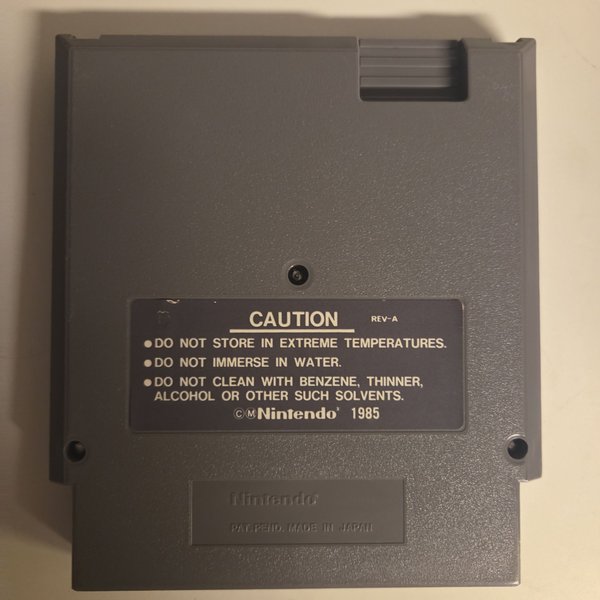 CAUTION REV-A
● DO NOT STORE IN EXTREME TEMPERATURES.
● DO NOT IMMERSE IN WATER.
● DO NOT CLEAN WITH BENZENE, THINNER,
ALCOHOL OR OTHER SUCH SOLVENTS.
©Ⓜ Nintendo® 1985
Nintendo®
PAT. PEND. MADE IN JAPAN